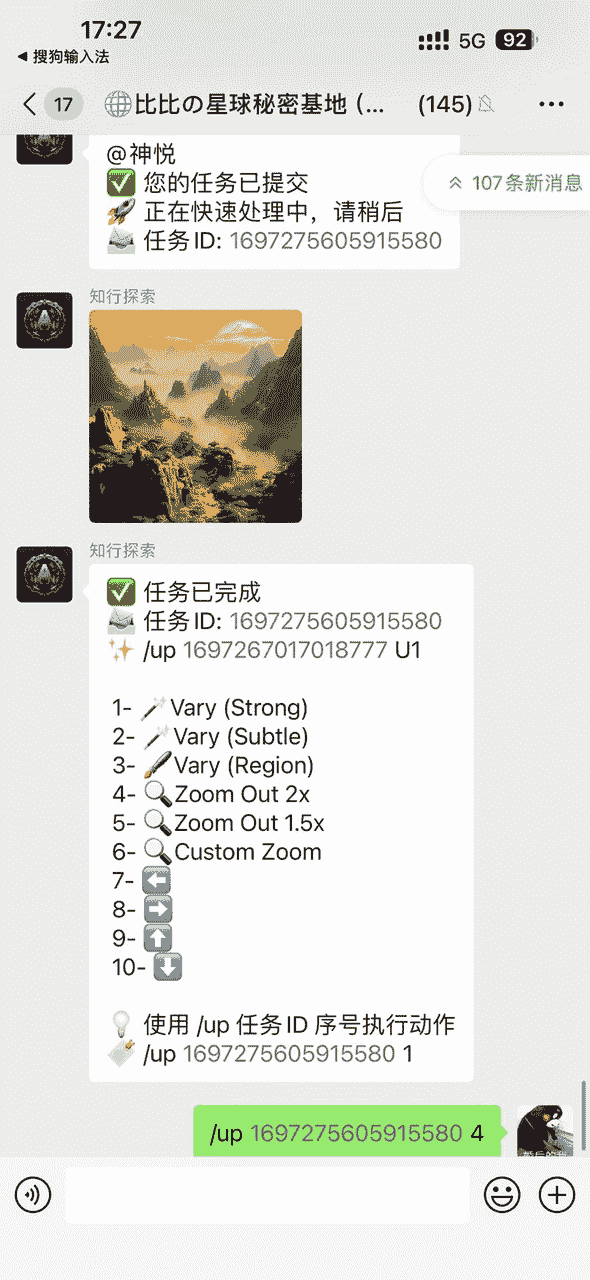 17:27
5G
92
搜狗输入法
17
比比の星球秘密基地 (... (145)
107条新消息
@神悦
您的任务已提交
正在快速处理中，请稍后
任务ID: 1697275605915580
知行探索
知行探索
任务已完成
任务ID: 1697275605915580
/up 1697267017018777 U1
1- Vary (Strong)
2- Vary (Subtle)
3- Vary (Region)
4- Zoom Out 2x
5- Zoom Out 1.5x
6- Custom Zoom
7- ⬅️
8- ➡️
9- ⬆️
10- ⬇️
使用 /up 任务ID 序号执行动作
/up 1697275605915580 1
/up 1697275605915580 4